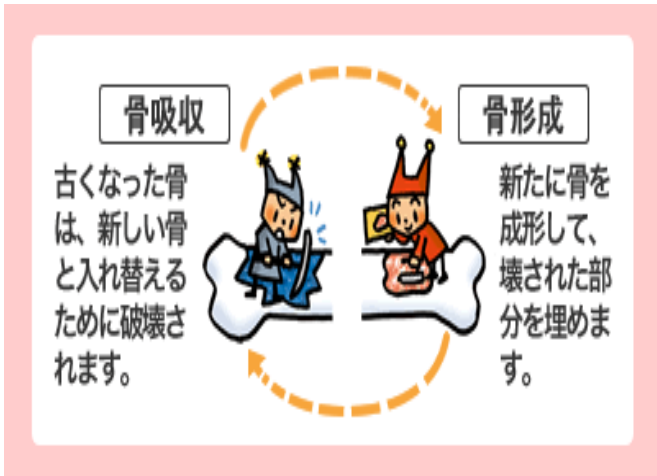 骨吸収
古くなった骨
は、新しい骨
と入れ替える
ために破壊さ
れます。
骨形成
新たに骨を
成形して、
壊された部
分を埋めま
す。